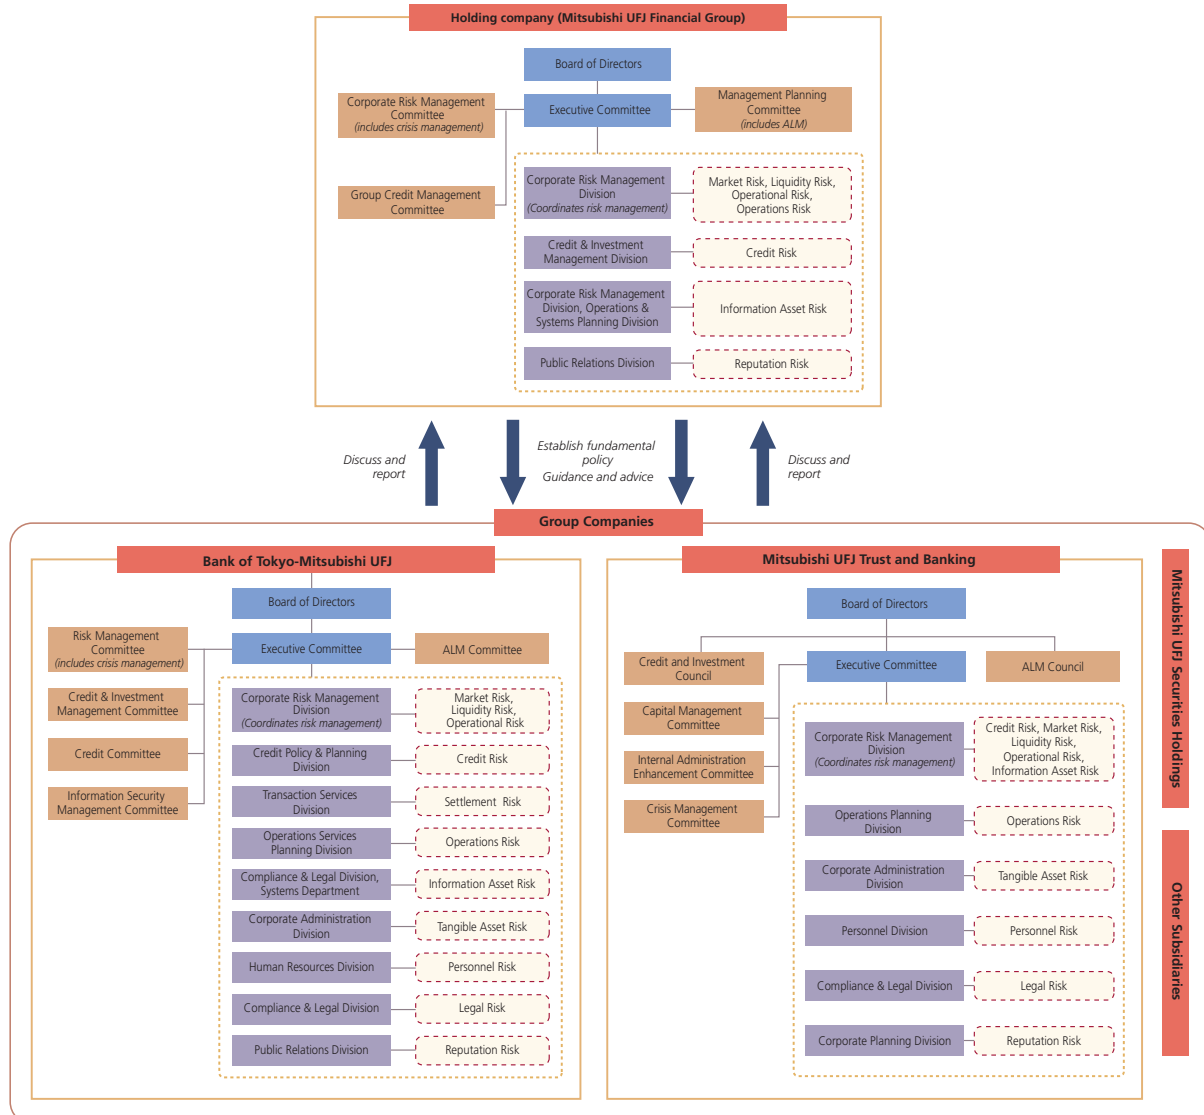 Holding company (Mitsubishi UFJ Financial Group)
Board of Directors
Corporate Risk Management
Committee
(includes crisis management)
Executive Committee
Management Planning
Committee
(includes ALM)
Group Credit Management
Committee
Corporate Risk Management
Division
(Coordinates risk management)
Market Risk, Liquidity Risk,
Operational Risk,
Operations Risk
Credit & Investment
Management Division
Credit Risk
Corporate Risk Management
Division, Operations &
Systems Planning Division
Information Asset Risk
Public Relations Division
Reputation Risk
Discuss and
report
Establish fundamental
policy
Guidance and advice
Discuss and
report
Group Companies
Bank of Tokyo-Mitsubishi UFJ
Board of Directors
Risk Management
Committee
(includes crisis management)
Executive Committee
ALM Committee
Credit & Investment
Management Committee
Credit Committee
Information Security
Management Committee
Corporate Risk Management
Division
(Coordinates risk management)
Market Risk,
Liquidity Risk,
Operational Risk
Credit Policy & Planning
Division
Credit Risk
Transaction Services
Division
Settlement Risk
Operations Services
Planning Division
Operations Risk
Compliance & Legal Division,
Systems Department
Information Asset Risk
Corporate Administration
Division
Tangible Asset Risk
Human Resources Division
Personnel Risk
Compliance & Legal Division
Legal Risk
Public Relations Division
Reputation Risk
Mitsubishi UFJ Trust and Banking
Board of Directors
Credit and Investment
Council
Executive Committee
ALM Council
Capital Management
Committee
Internal Administration
Enhancement Committee
Crisis Management
Committee
Corporate Risk Management
Division
(Coordinates risk management)
Credit Risk, Market Risk,
Liquidity Risk,
Operational Risk,
Information Asset Risk
Operations Planning
Division
Operations Risk
Corporate Administration
Division
Tangible Asset Risk
Personnel Division
Personnel Risk
Compliance & Legal Division
Legal Risk
Corporate Planning Division
Reputation Risk
Mitsubishi UFJ Securities Holdings
Other Subsidiaries